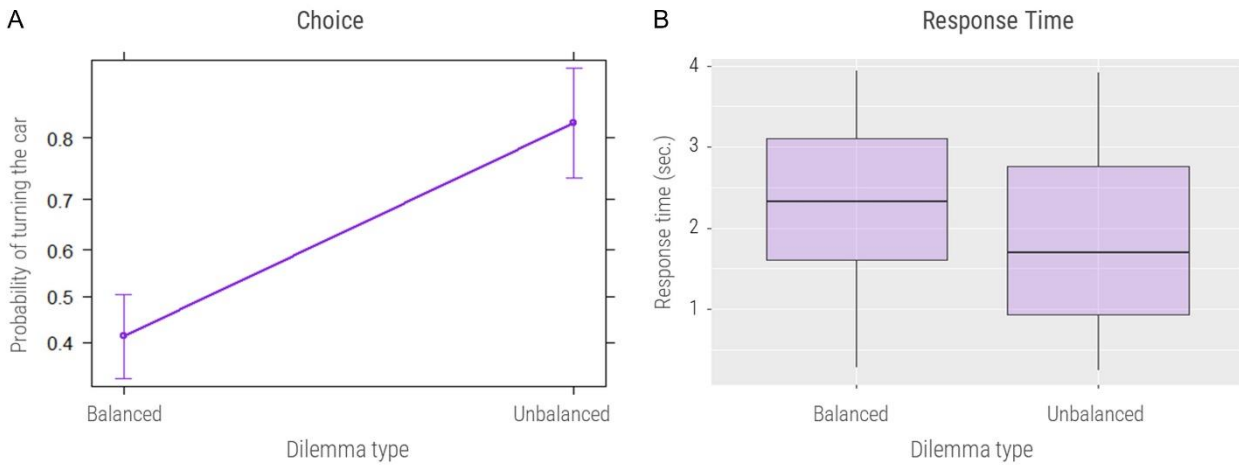 A
Choice
Probability of turning the car
0.8
0.7
0.6
0.5
0.4
Balanced
Unbalanced
Dilemma type
B
Response Time
Response time (sec.)
4
3
2
1
Balanced
Unbalanced
Dilemma type